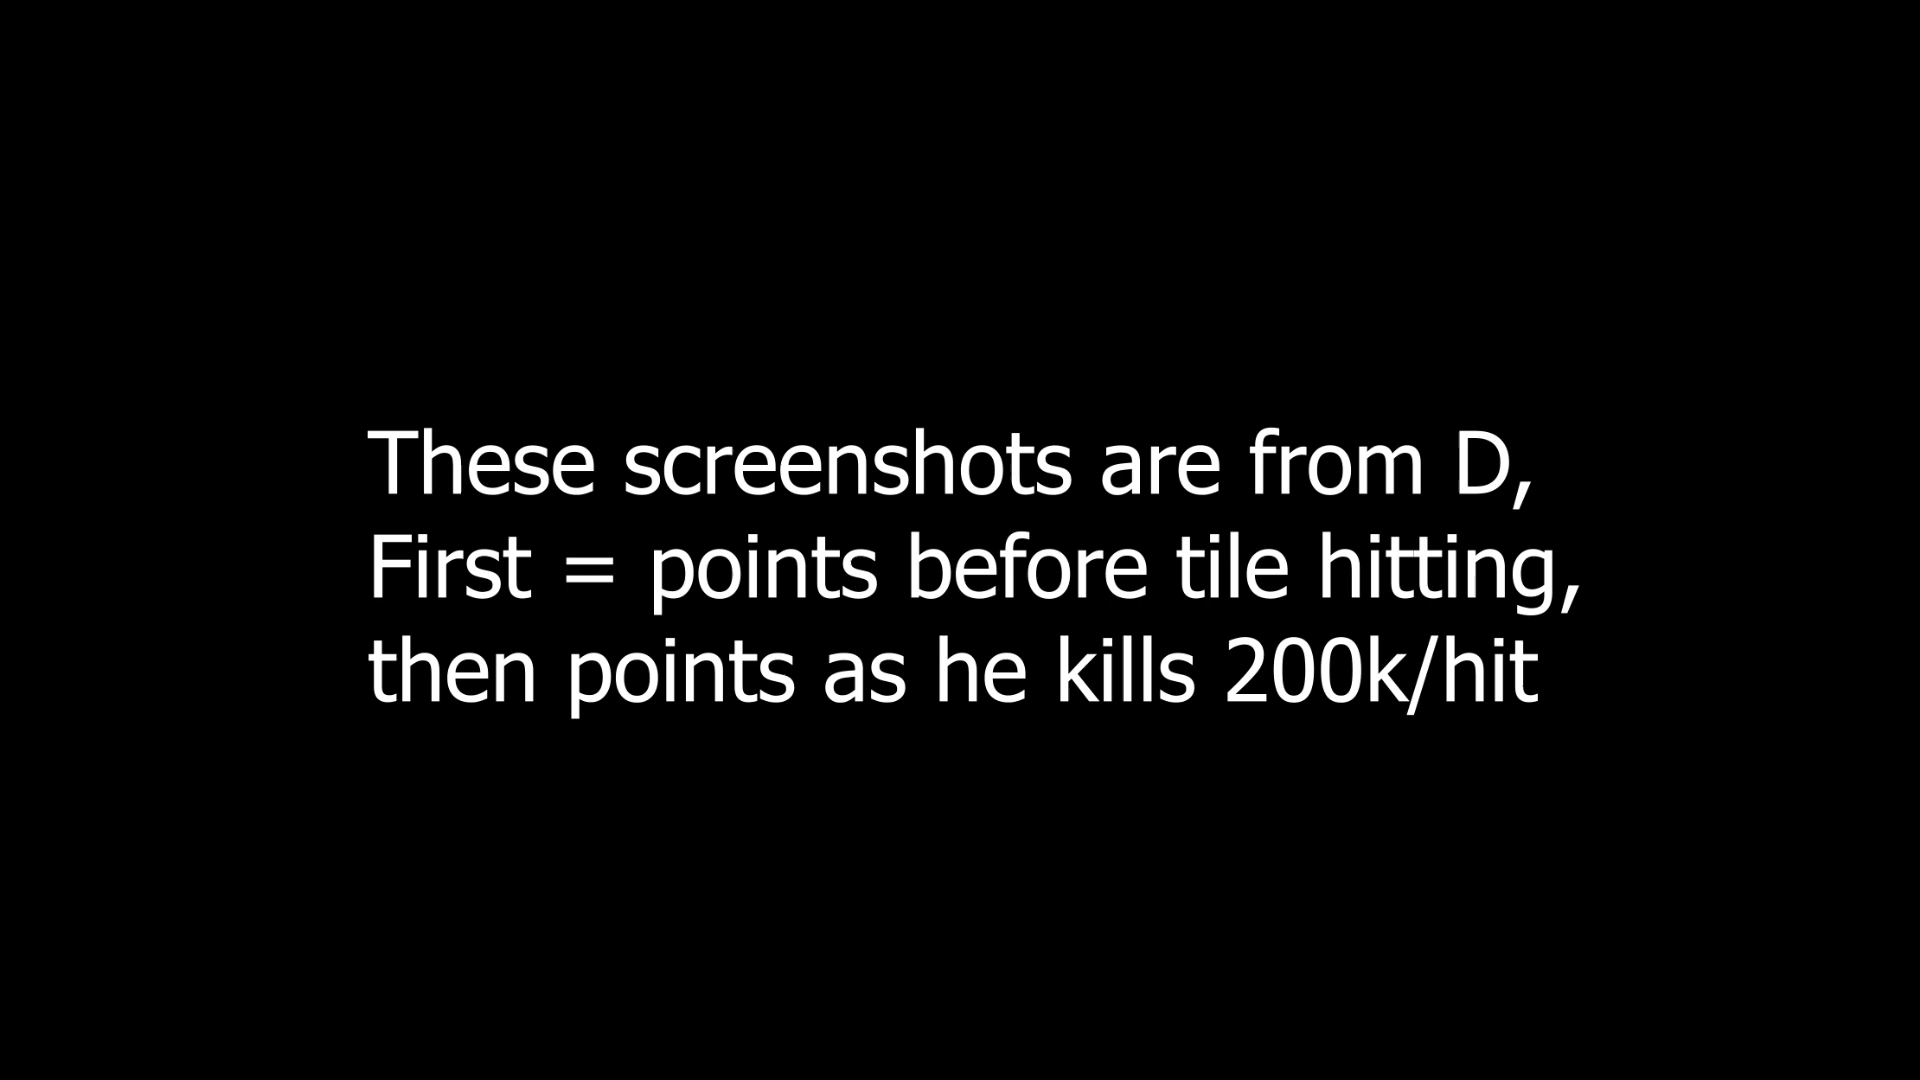 These screenshots are from D,
First = points before tile hitting,
then points as he kills 200k/hit